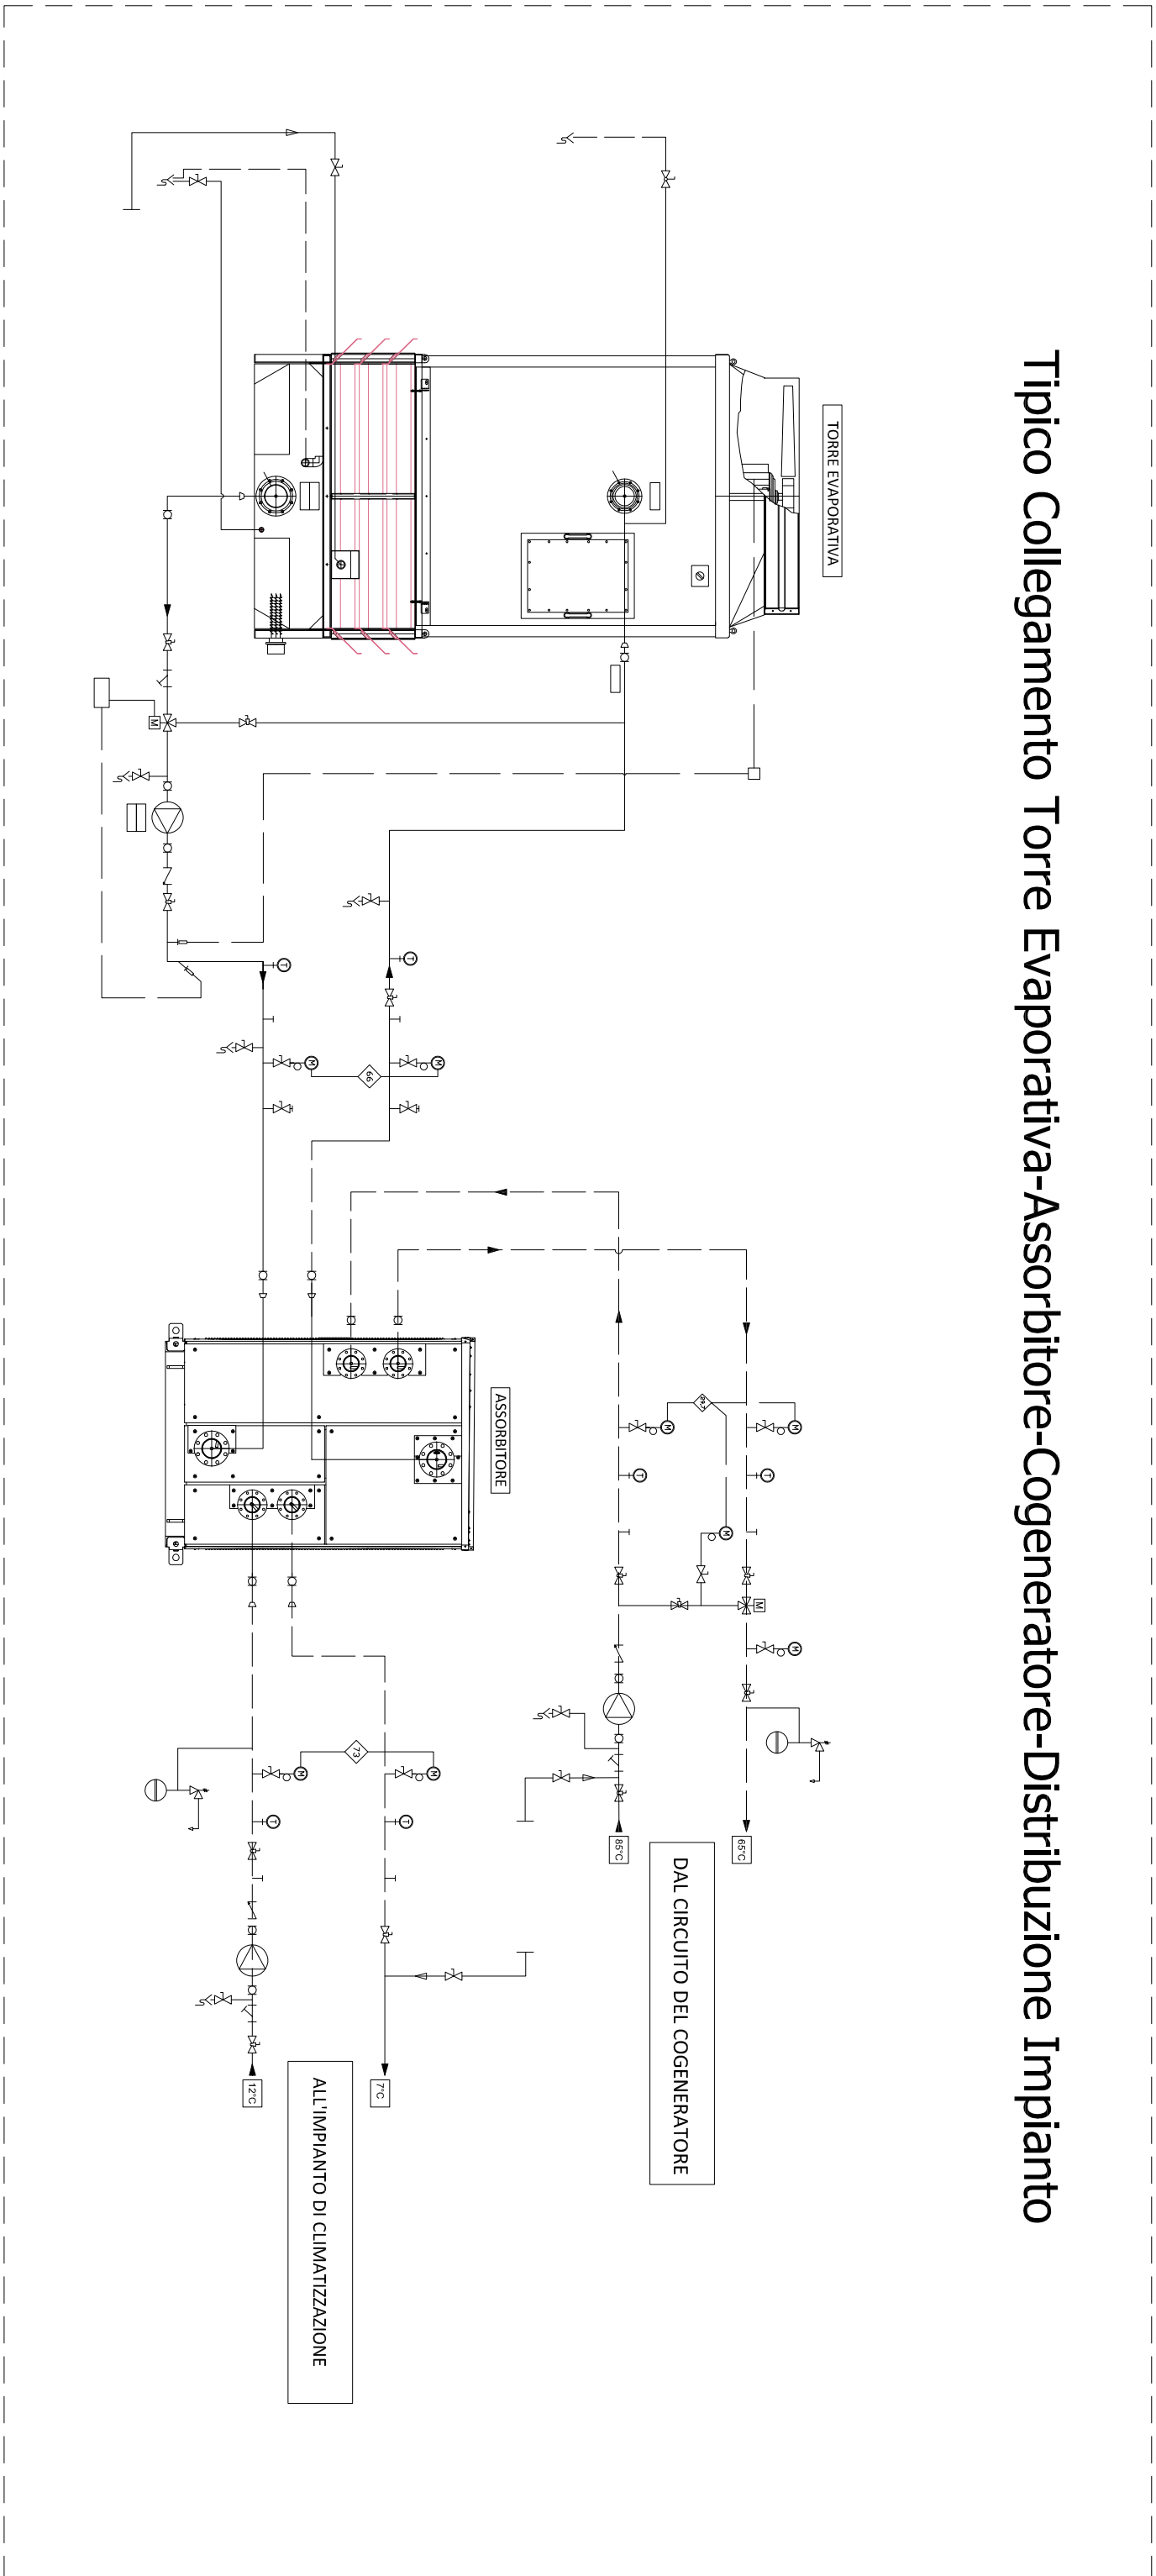 Tipico Collegamento Torre Evaporativa-Assorbitore-Cogeneratore-Distribuzione Impianto
TORRE EVAPORATIVA
M
T
T
M
66
M
ASSORBITORE
M
M
T
T
M
M
M
65°C
85°C
DAL CIRCUITO DEL COGENERATORE
M
73
M
T
T
7°C
12°C
ALL'IMPIANTO DI CLIMATIZZAZIONE